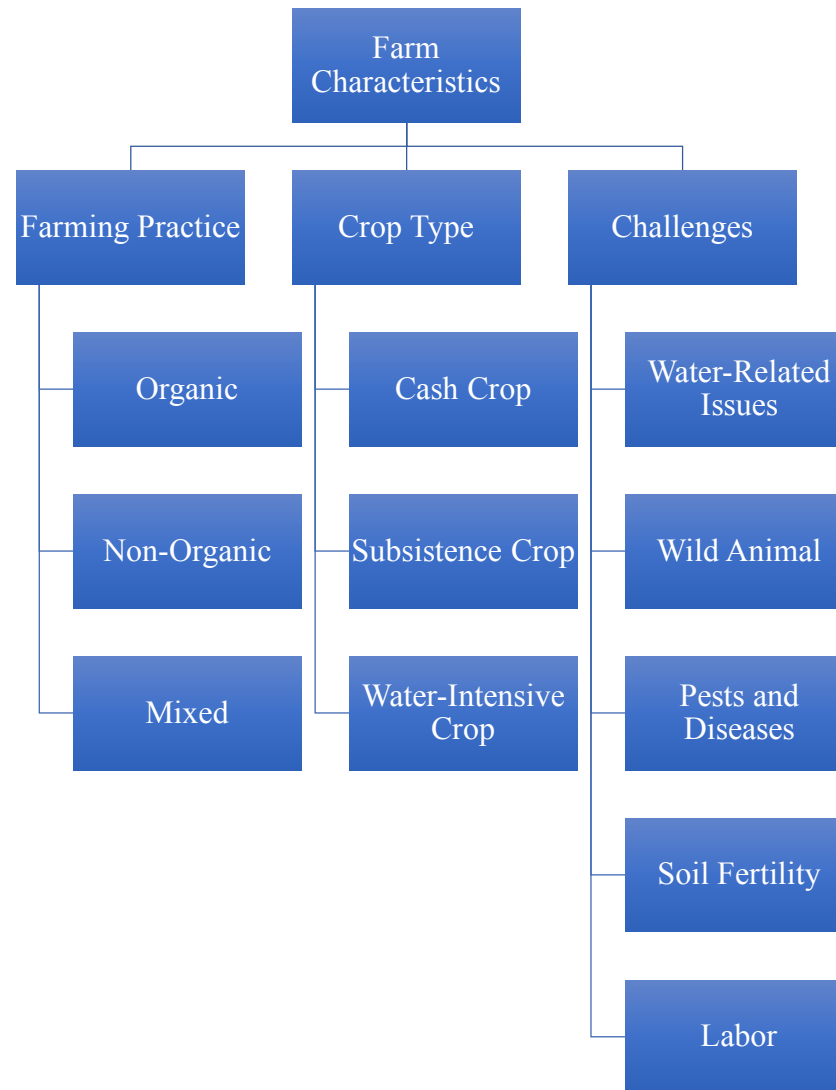 Farm
Characteristics
Farming Practice
Crop Type
Challenges
Organic
Cash Crop
Water-Related
Issues
Non-Organic
Subsistence Crop
Wild Animal
Mixed
Water-Intensive
Crop
Pests and
Diseases
Soil Fertility
Labor